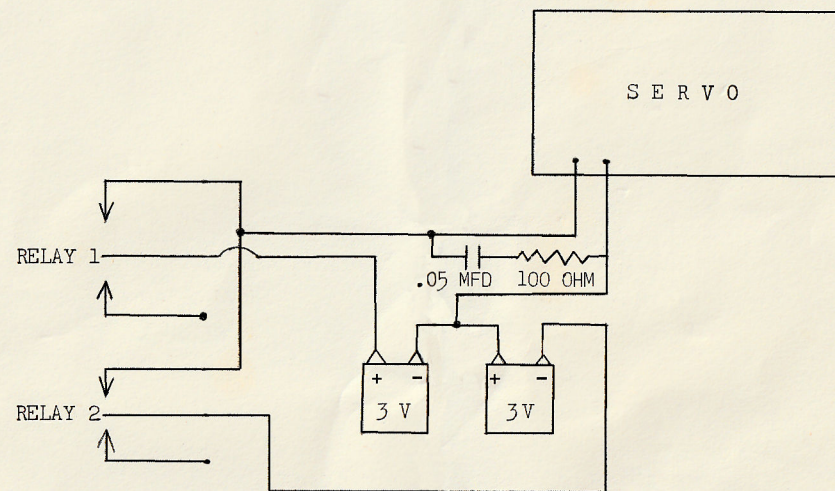 SERVO
RELAY 1
.05 MFD 100 OHM
+ - + -
3 V 3V
RELAY 2